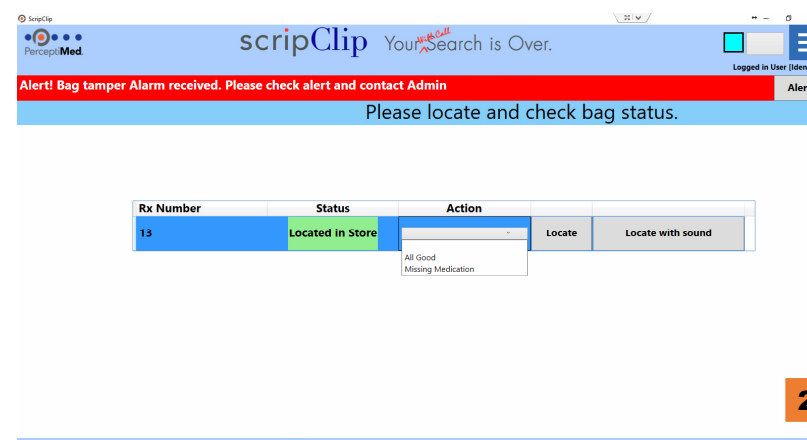 ScripClip
PerceptiMed.
scripClip Your Search is Over.
With Call
Logged in User [Iden
Alert! Bag tamper Alarm received. Please check alert and contact Admin
Aler
Please locate and check bag status.
Rx Number Status Action
13 Located in Store Locate Locate with sound
All Good
Missing Medication
2